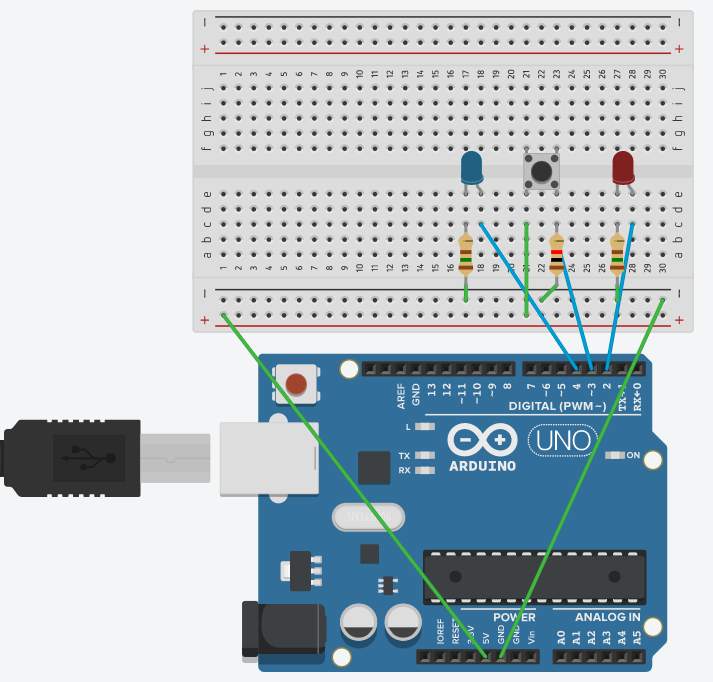 − −
+ +
1 2 3 4 5 6 7 8 9 10 11 12 13 14 15 16 17 18 19 20 21 22 23 24 25 26 27 28 29 30
j j
i i
h h
g g
f f
e e
d d
c c
b b
a a
1 2 3 4 5 6 7 8 9 10 11 12 13 14 15 16 17 18 19 20 21 22 23 24 25 26 27 28 29 30
− −
+ +
AREF GND 13 12 ~11 ~10 ~9 8 7 ~6 ~5 4 ~3 2 TX→1 RX←0
DIGITAL (PWM~)
L
TX
RX
ARDUINO
UNO
ON
POWER
ANALOG IN
IOREF RESET 3.3V 5V GND GND Vin A0 A1 A2 A3 A4 A5